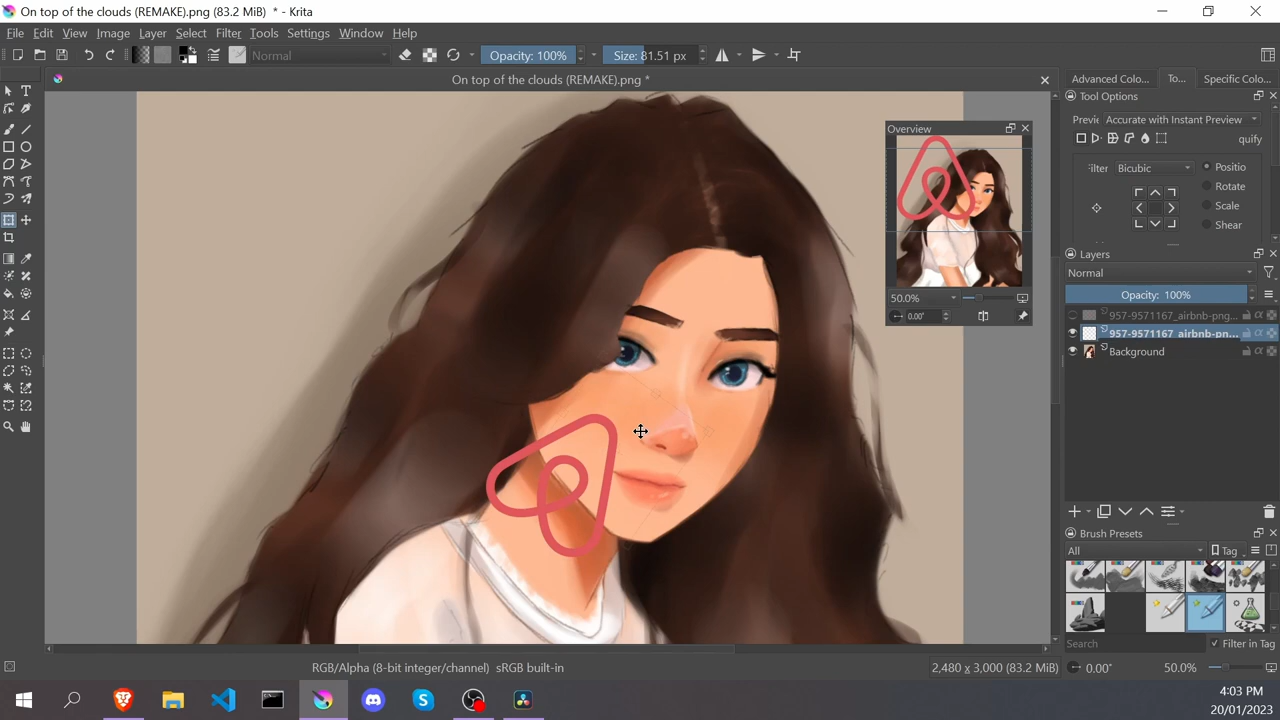 On top of the clouds (REMAKE).png (83.2 MiB)  * - Krita
File Edit View Image Layer Select Filter Tools Settings Window Help
Normal Opacity: 100% Size: 81.51 px
On top of the clouds (REMAKE).png *
Advanced Colo... To... Specific Colo...
Tool Options
Previe Accurate with Instant Preview
quify
Filter Bicubic Positio
Rotate
Scale
Shear
Overview
50.0%
0.00°
Layers
Normal
Opacity: 100%
957-9571167_airbnb-png...
957-9571167_airbnb-pn...
Background
Brush Presets
All Tag
Search Filter in Tag
RGB/Alpha (8-bit integer/channel) sRGB built-in 2,480 x 3,000 (83.2 MiB) 0.00° 50.0%
4:03 PM
20/01/2023